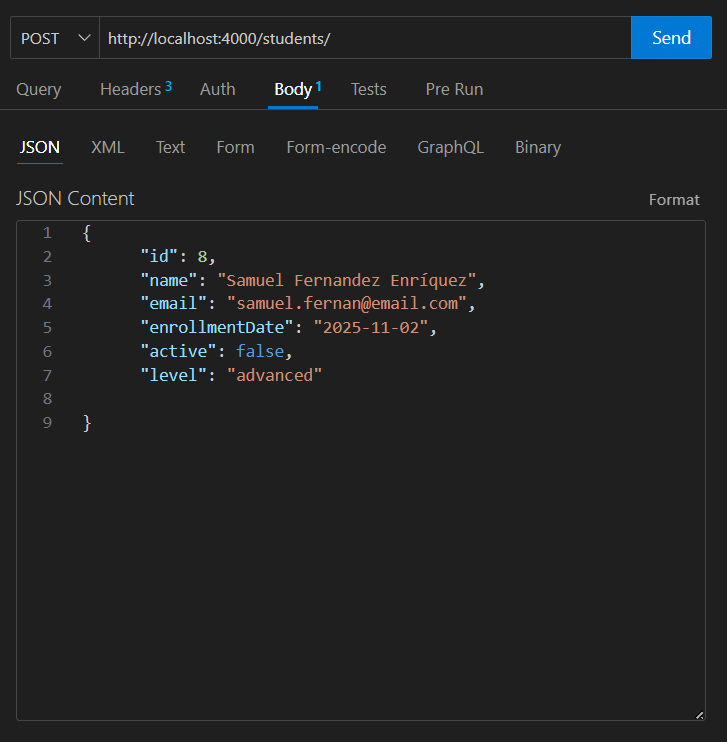 POST http://localhost:4000/students/ Send
Query Headers 3 Auth Body 1 Tests Pre Run
JSON XML Text Form Form-encode GraphQL Binary
JSON Content Format
1 {
2 "id": 8,
3 "name": "Samuel Fernandez Enríquez",
4 "email": "samuel.fernan@email.com",
5 "enrollmentDate": "2025-11-02",
6 "active": false,
7 "level": "advanced"
8
9 }